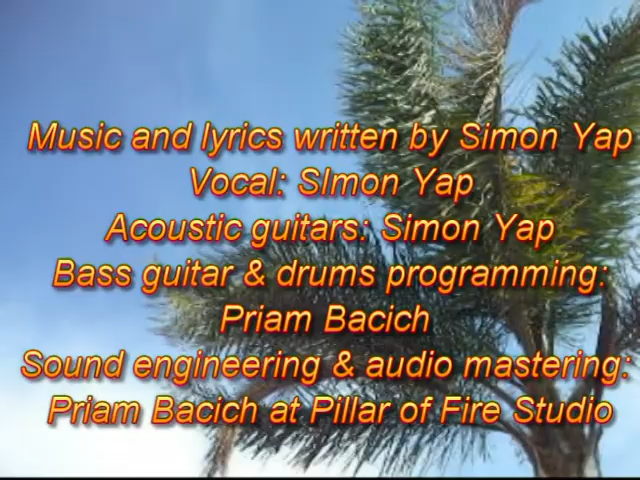 Music and lyrics written by Simon Yap
Vocal: SImon Yap
Acoustic guitars: Simon Yap
Bass guitar & drums programming:
Priam Bacich
Sound engineering & audio mastering:
Priam Bacich at Pillar of Fire Studio